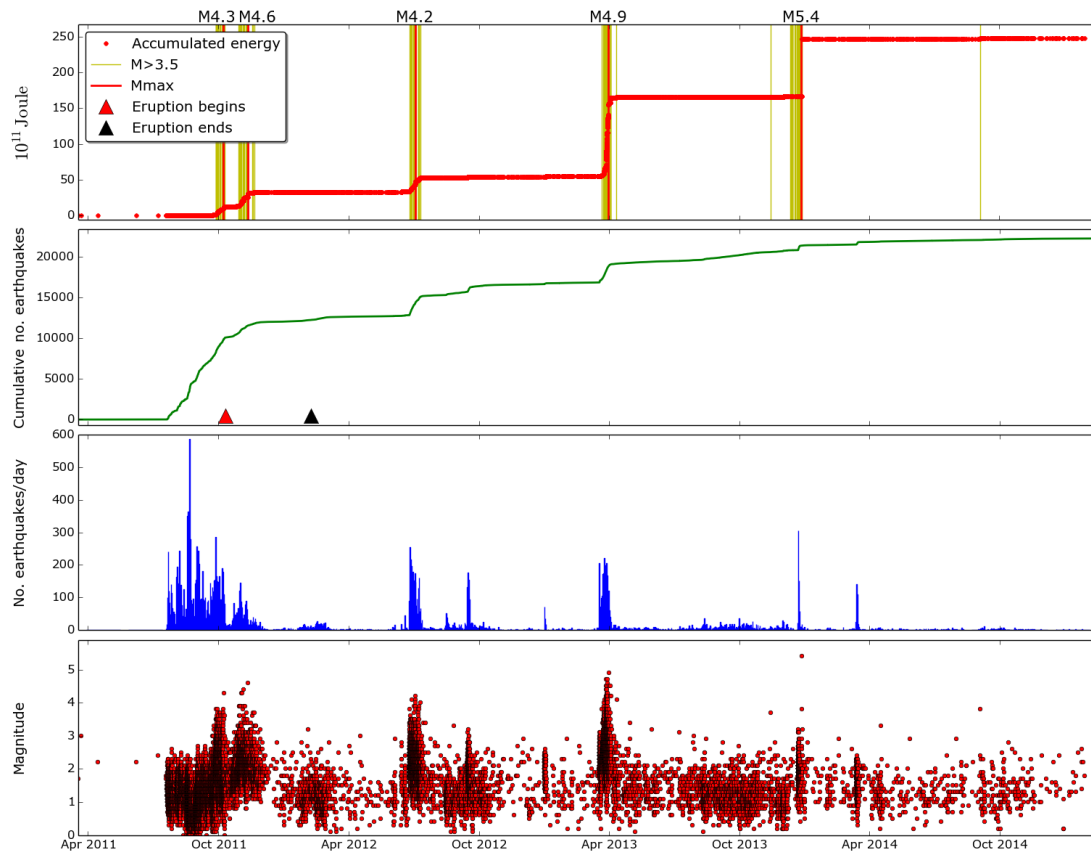 M4.3 M4.6 M4.2 M4.9 M5.4
Accumulated energy
M>3.5
Mmax
Eruption begins
Eruption ends
10^11 Joule
250
200
150
100
50
0
Cumulative no. earthquakes
20000
15000
10000
5000
0
No. earthquakes/day
600
500
400
300
200
100
0
Magnitude
5
4
3
2
1
0
Apr 2011 Oct 2011 Apr 2012 Oct 2012 Apr 2013 Oct 2013 Apr 2014 Oct 2014